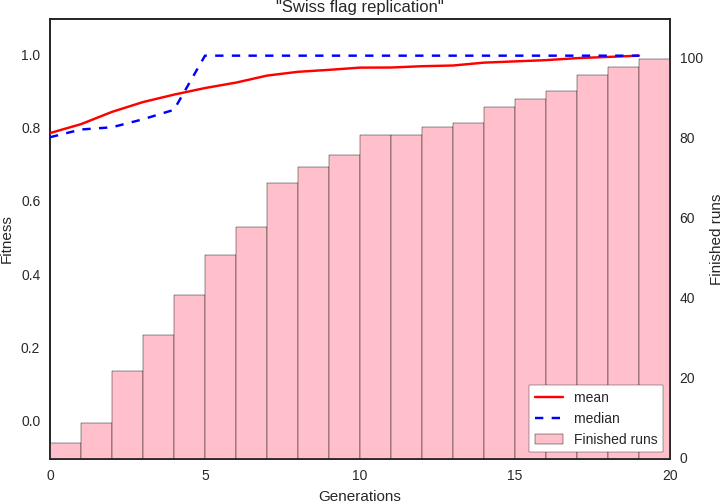 "Swiss flag replication"
1.0
0.8
0.6
0.4
0.2
0.0
Fitness
100
80
60
40
20
0
Finished runs
mean
median
Finished runs
0
5
10
15
20
Generations